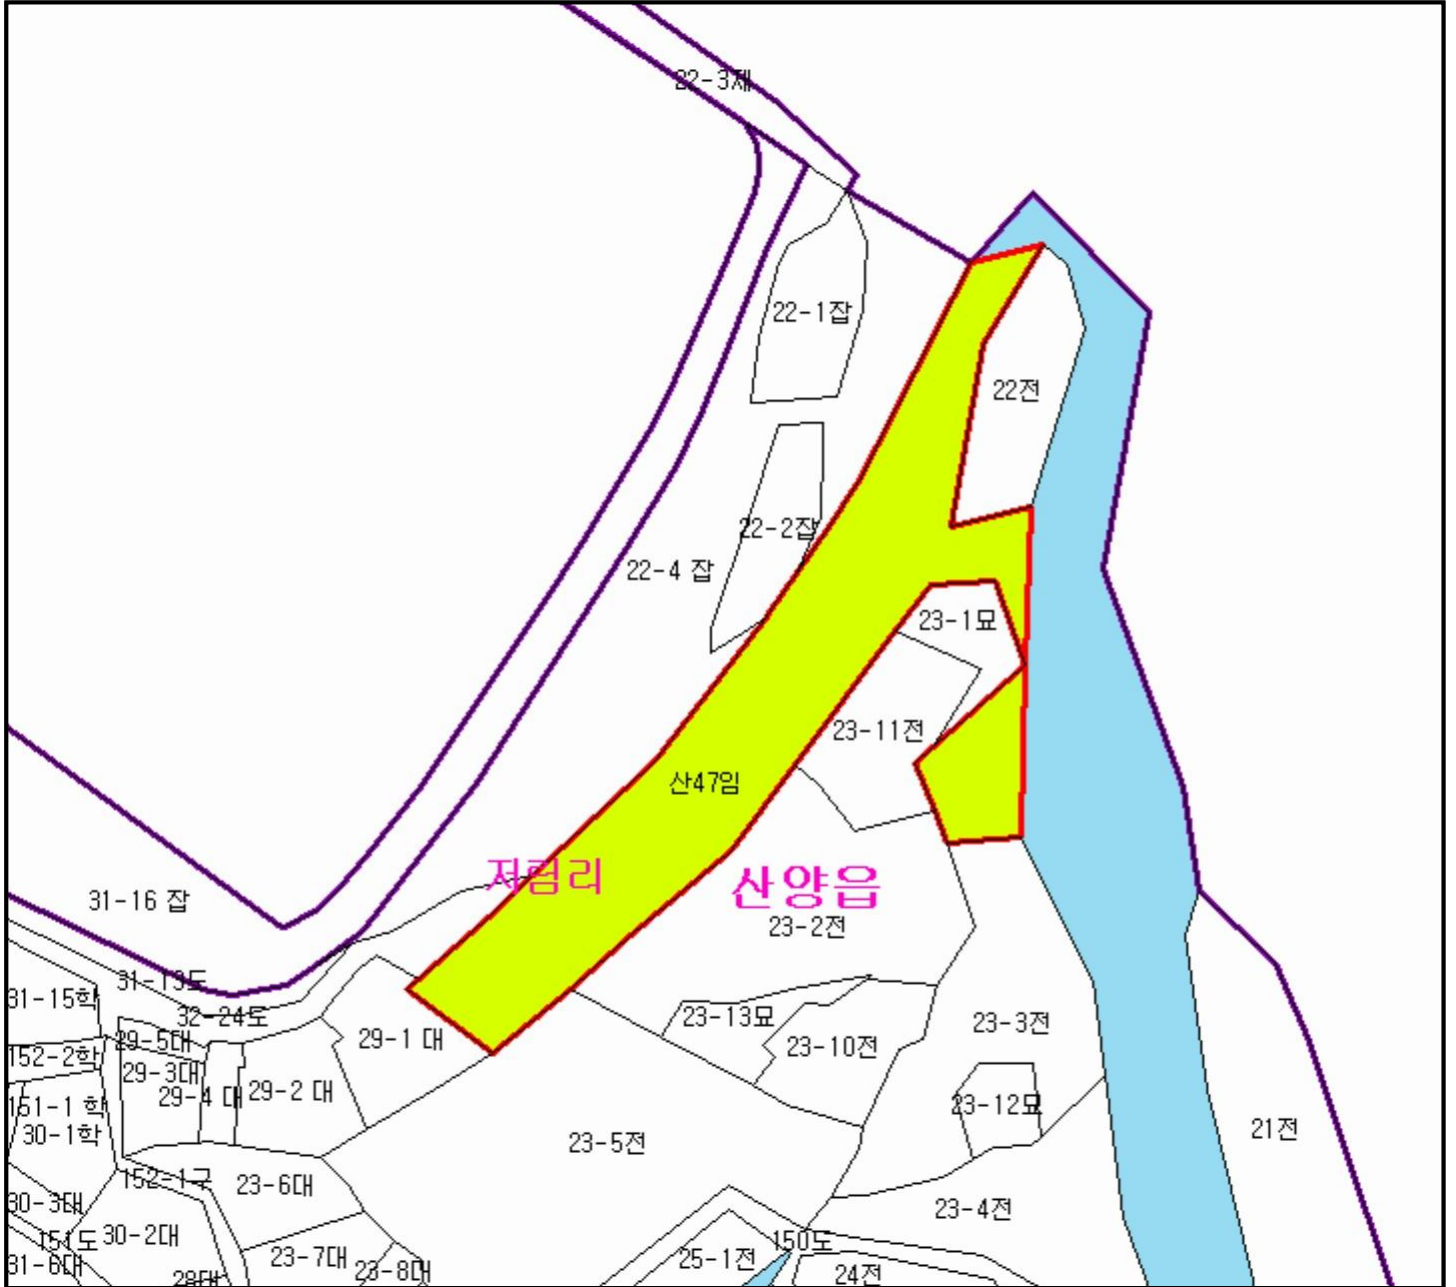 22-3제
22-1잡
22전
22-2잡
22-4 잡
23-1묘
23-11전
산47임
저림리
산양읍
31-16 잡
23-2전
31-13도
31-15학
32-24도
23-13묘
23-3전
29-5대
29-1 대
23-10전
152-2학
29-3대
29-4 대
29-2 대
151-1 학
23-12묘
30-1학
21전
23-5전
152-1구
23-6대
30-3대
23-4전
30-2대
151도
150도
23-7대
25-1전
31-6대
23-8대
28대
24전